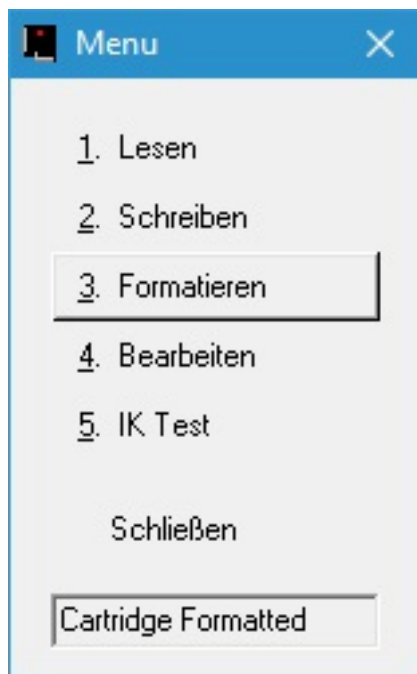 Menu
1. Lesen
2. Schreiben
3. Formatieren
4. Bearbeiten
5. IK Test
Schließen
Cartridge Formatted